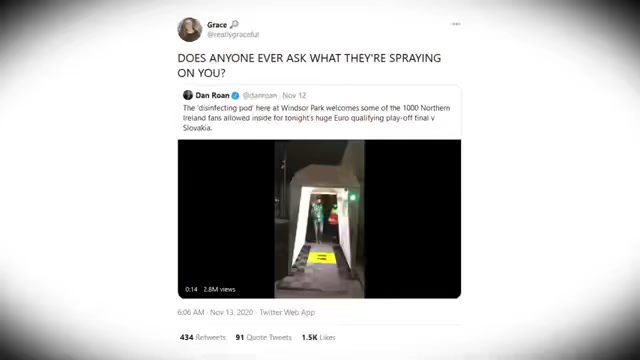 Grace
@reallygraceful
DOES ANYONE EVER ASK WHAT THEY'RE SPRAYING
ON YOU?
Dan Roan @danroan · Nov 12
The 'disinfecting pod' here at Windsor Park welcomes some of the 1000 Northern
Ireland fans allowed inside for tonight's huge Euro qualifying play-off final v
Slovakia.
0:14 2.8M views
6:06 AM · Nov 13, 2020 · Twitter Web App
434 Retweets 91 Quote Tweets 1.5K Likes